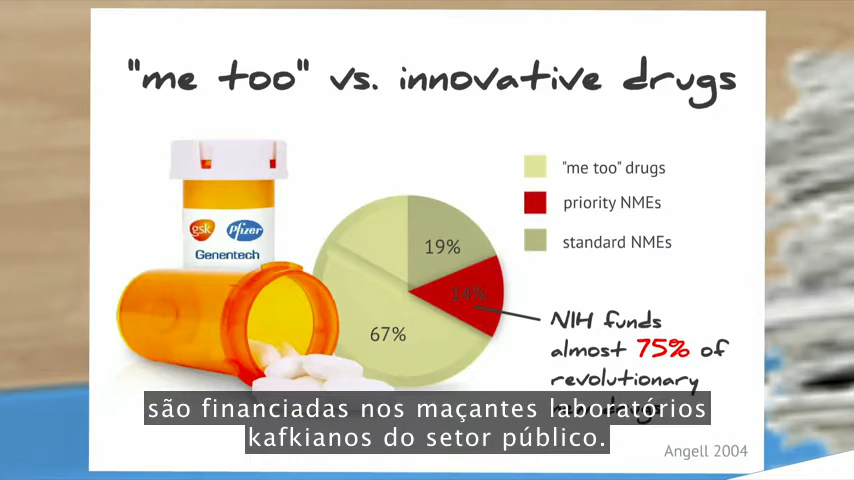 "me too" vs. innovative drugs
gsk
Pfizer
Genentech
"me too" drugs
priority NMEs
standard NMEs
19%
14%
67%
NIH funds
almost 75% of
revolutionary
são financiadas nos maçantes laboratórios
kafkianos do setor público.
Angell 2004